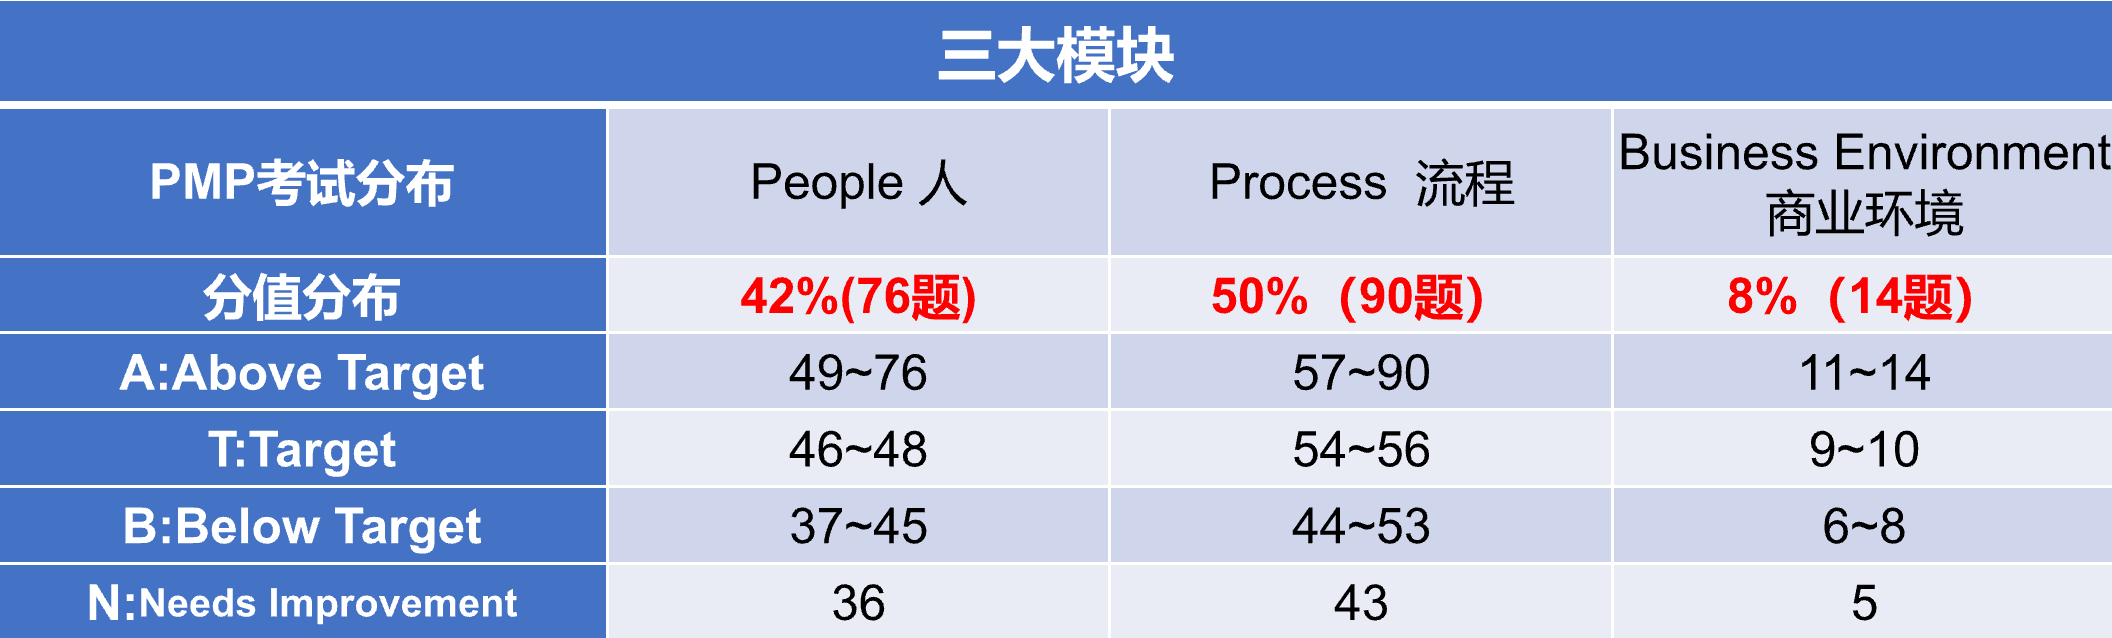 三大模块
PMP考试分布
People 人
Process 流程
Business Environment
商业环境
分值分布
42%(76题)
50%（90题）
8%（14题）
A:Above Target
49~76
57~90
11~14
T:Target
46~48
54~56
9~10
B:Below Target
37~45
44~53
6~8
N:Needs Improvement
36
43
5